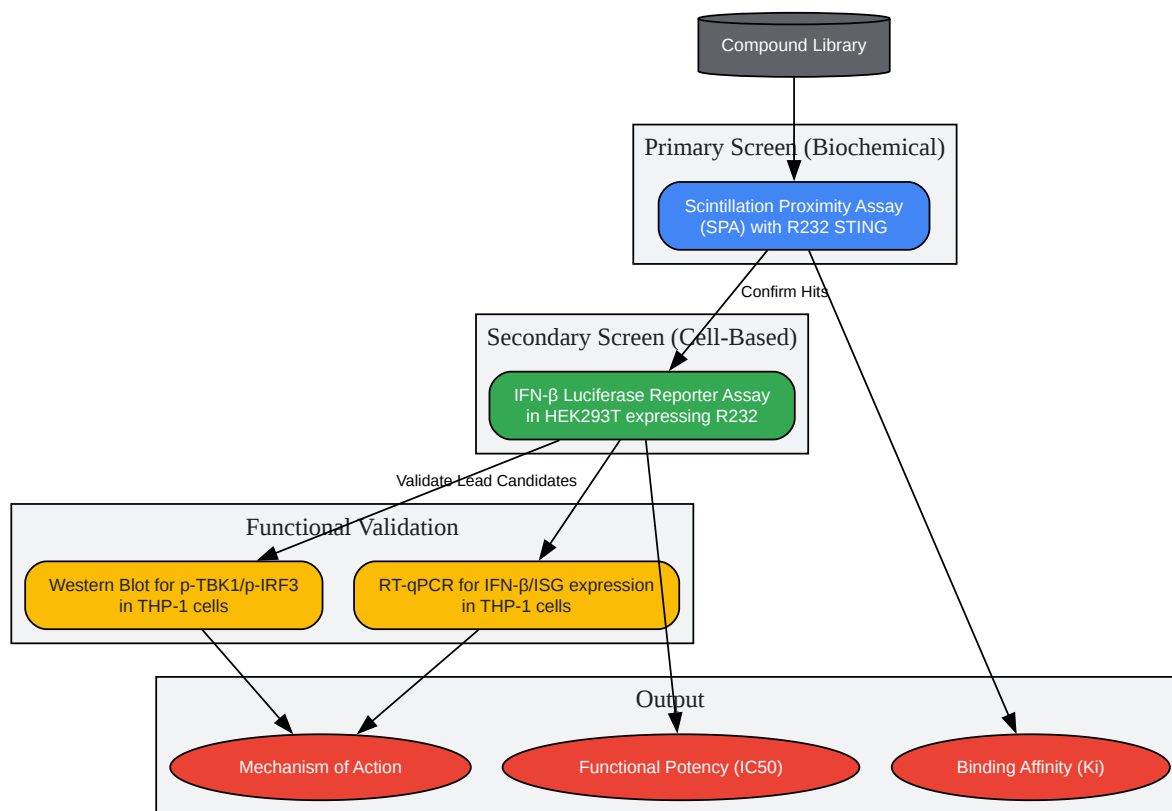 Compound Library
Primary Screen (Biochemical)
Scintillation Proximity Assay
(SPA) with R232 STING
Confirm Hits
Secondary Screen (Cell-Based)
IFN-β Luciferase Reporter Assay
in HEK293T expressing R232
Validate Lead Candidates
Functional Validation
Western Blot for p-TBK1/p-IRF3
in THP-1 cells
RT-qPCR for IFN-β/ISG expression
in THP-1 cells
Output
Mechanism of Action
Functional Potency (IC50)
Binding Affinity (Ki)